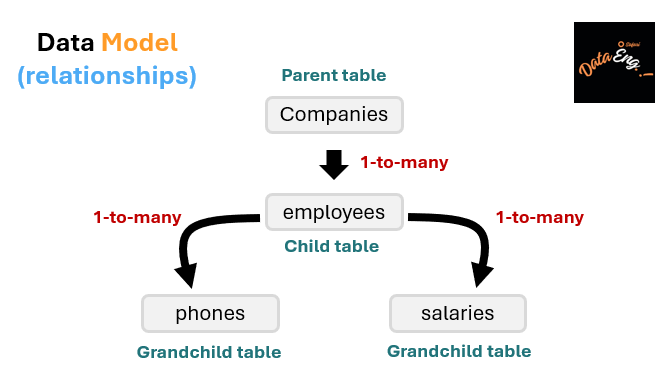 Data Model
(relationships)
Safari
Data Eng.
Parent table
Companies
1-to-many
employees
Child table
1-to-many
1-to-many
phones
salaries
Grandchild table
Grandchild table